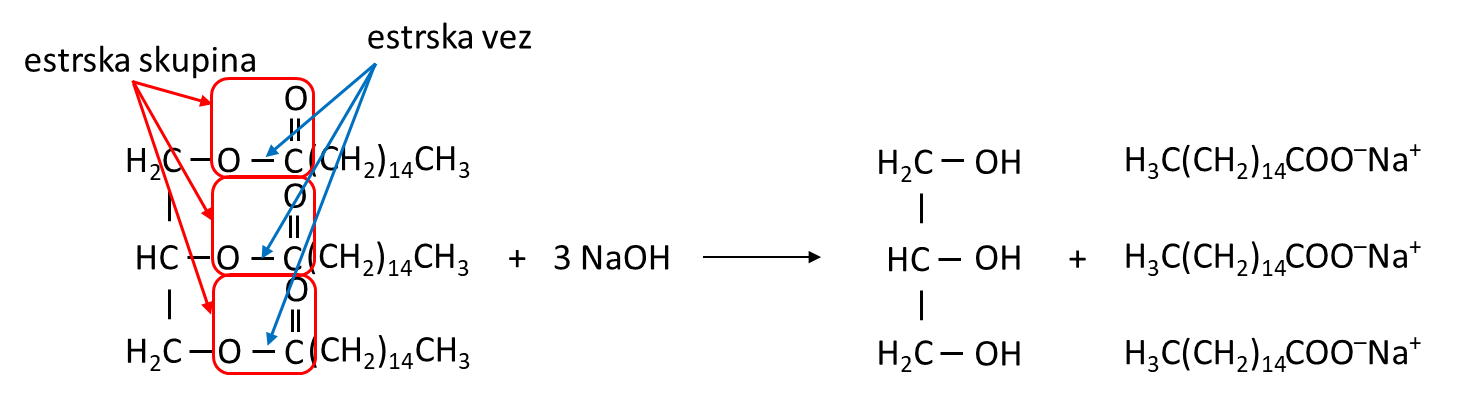 estrska vez
estrska skupina
O
||
H₂C – O – C(CH₂)₁₄CH₃
|
O
||
HC – O – C(CH₂)₁₄CH₃
|
O
||
H₂C – O – C(CH₂)₁₄CH₃
+ 3 NaOH ⟶
H₂C – OH
|
HC – OH
|
H₂C – OH
+
H₃C(CH₂)₁₄COO⁻Na⁺
H₃C(CH₂)₁₄COO⁻Na⁺
H₃C(CH₂)₁₄COO⁻Na⁺